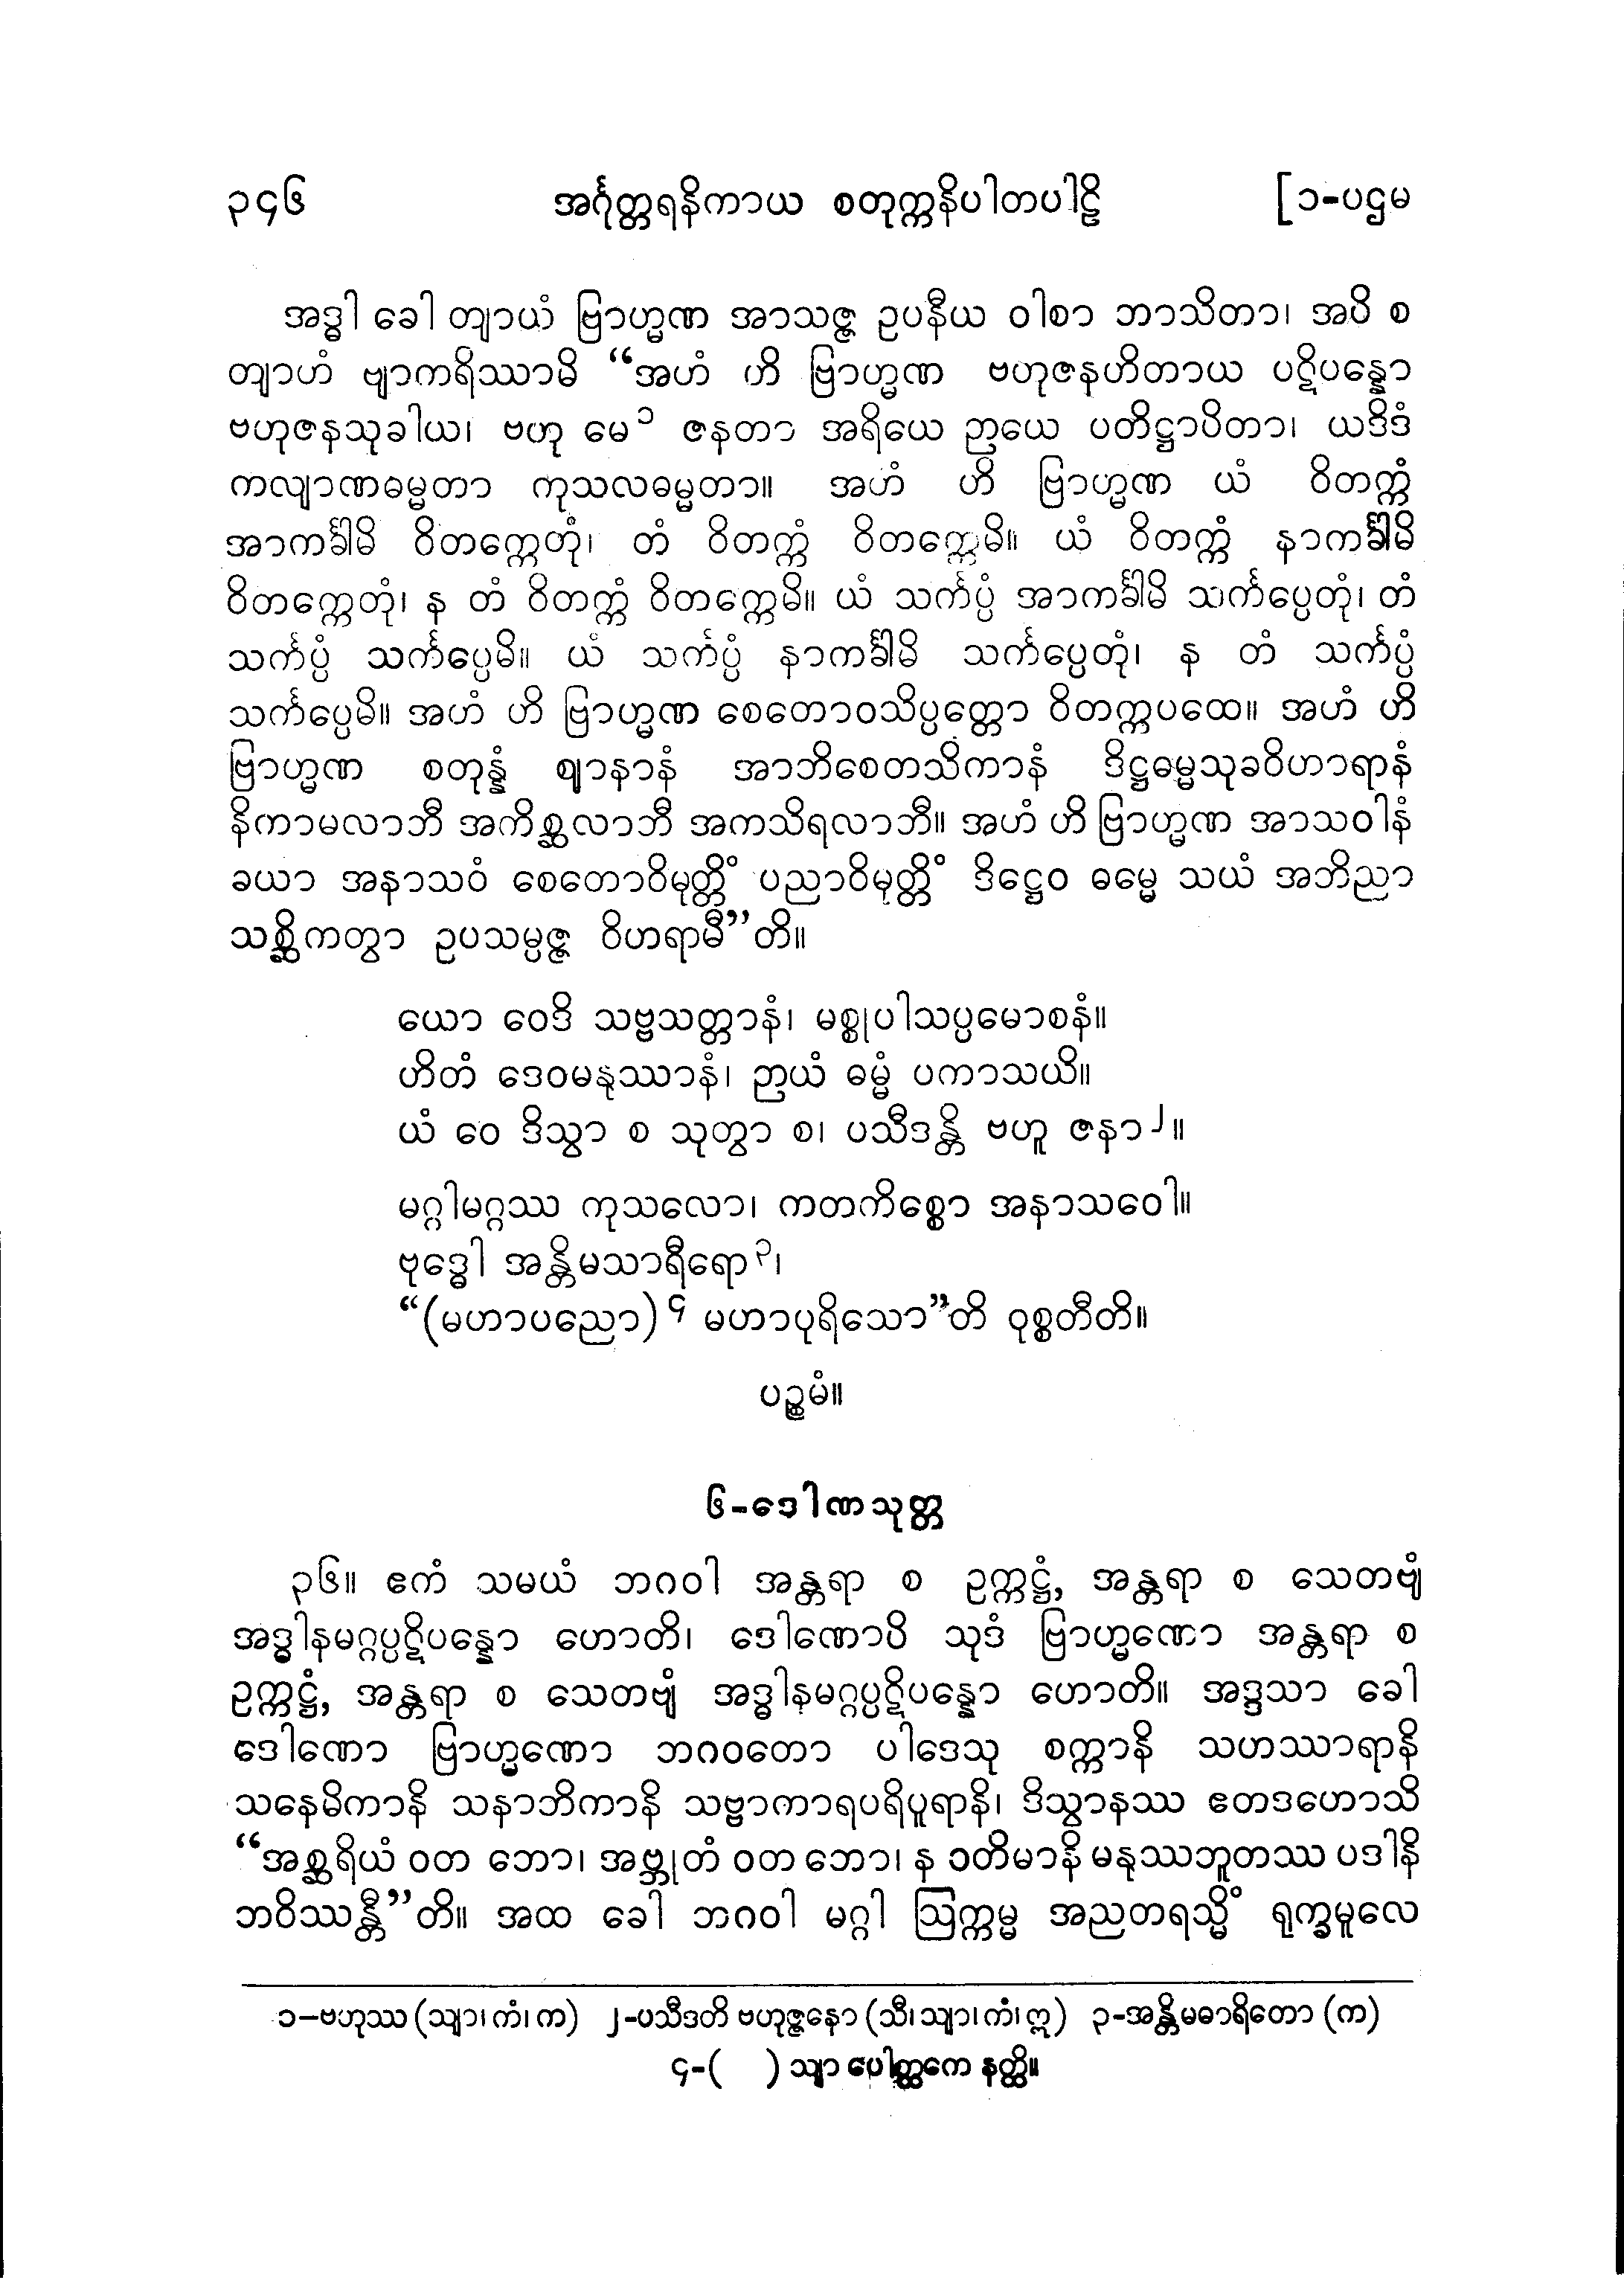 ၃၄၆ အင်္ဂုတ္တရနိကာယ စတုက္ကနိပါတပါဠိ [၁-ပဌမ
အဒ္ဓါ ခေါ တျာယံ ဗြာဟ္မဏ အာသဇ္ဇ ဥပနီယ ဝါစာ ဘာသိတာ၊ အပိ စ
တျာဟံ ဗျာကရိဿာမိ “အဟံ ဟိ ဗြာဟ္မဏ ဗဟုဇနဟိတာယ ပဋိပန္နော
ဗဟုဇနသုခါယ၊ ဗဟု မေ၁ ဇနတာ အရိယေ ဉာယေ ပတိဋ္ဌာပိတာ၊ ယဒိဒံ
ကလျာဏဓမ္မတာ ကုသလဓမ္မတာ။ အဟံ ဟိ ဗြာဟ္မဏ ယံ ဝိတက္ကံ
အာကင်္ခါမိ ဝိတက္ကေတုံ၊ တံ ဝိတက္ကံ ဝိတက္ကေမိ။ ယံ ဝိတက္ကံ နာကင်္ခါမိ
ဝိတက္ကေတုံ၊ န တံ ဝိတက္ကံ ဝိတက္ကေမိ။ ယံ သင်္ကပ္ပံ အာကင်္ခါမိ သင်္ကပ္ပေတုံ၊ တံ
သင်္ကပ္ပံ သင်္ကပ္ပေမိ။ ယံ သင်္ကပ္ပံ နာကင်္ခါမိ သင်္ကပ္ပေတုံ၊ န တံ သင်္ကပ္ပံ
သင်္ကပ္ပေမိ။ အဟံ ဟိ ဗြာဟ္မဏ စေတောဝသိပ္ပတ္တော ဝိတက္ကပထေ။ အဟံ ဟိ
ဗြာဟ္မဏ စတုန္နံ ဈာနာနံ အာဘိစေတသိကာနံ ဒိဋ္ဌဓမ္မသုခဝိဟာရာနံ
နိကာမလာဘီ အကိစ္ဆလာဘီ အကသိရလာဘီ။ အဟံ ဟိ ဗြာဟ္မဏ အာသဝါနံ
ခယာ အနာသဝံ စေတောဝိမုတ္တိံ ပညာဝိမုတ္တိံ ဒိဋ္ဌေဝ ဓမ္မေ သယံ အဘိညာ
သစ္ဆိကတွာ ဥပသမ္ပဇ္ဇ ဝိဟရာမီ”တိ။
ယော ဝေဒိ သဗ္ဗသတ္တာနံ၊ မစ္စုပါသပ္ပမောစနံ။
ဟိတံ ဒေဝမနုဿာနံ၊ ဉာယံ ဓမ္မံ ပကာသယိ။
ယံ ဝေ ဒိသွာ စ သုတွာ စ၊ ပသီဒန္တိ ဗဟူ ဇနာ၂။
မဂ္ဂါမဂ္ဂဿ ကုသလော၊ ကတကိစ္စော အနာသဝေါ။
ဗုဒ္ဓေါ အန္တိမသာရီရော၃၊
“(မဟာပညော)၄ မဟာပုရိသော”တိ ဝုစ္စတီတိ။
ပဉ္စမံ။
၆-ဒေါဏသုတ္တ
၃၆။ ဧကံ သမယံ ဘဂဝါ အန္တရာ စ ဥက္ကဋ္ဌံ, အန္တရာ စ သေတဗျံ
အဒ္ဓါနမဂ္ဂပ္ပဋိပန္နော ဟောတိ၊ ဒေါဏောပိ သုဒံ ဗြာဟ္မဏော အန္တရာ စ
ဥက္ကဋ္ဌံ, အန္တရာ စ သေတဗျံ အဒ္ဓါနမဂ္ဂပ္ပဋိပန္နော ဟောတိ။ အဒ္ဒသာ ခေါ
ဒေါဏော ဗြာဟ္မဏော ဘဂဝတော ပါဒေသု စက္ကာနိ သဟဿာရာနိ
သနေမိကာနိ သနာဘိကာနိ သဗ္ဗာကာရပရိပူရာနိ၊ ဒိသွာနဿ ဧတဒဟောသိ
“အစ္ဆရိယံ ဝတ ဘော၊ အဗ္ဘုတံ ဝတ ဘော၊ န ဝတိမာနိ မနုဿဘူတဿ ပဒါနိ
ဘဝိဿန္တီ”တိ။ အထ ခေါ ဘဂဝါ မဂ္ဂါ ဩက္ကမ္မ အညတရသ္မိံ ရုက္ခမူလေ
၁-ဗဟုဿ (သျာ၊ ကံ၊ က) ၂-ပသီဒတိ ဗဟုဇ္ဇနော (သီ၊ သျာ၊ ကံ၊ ဣ) ၃-အန္တိမဓာရိတော (က)
၄-( ) သျာ ပေါတ္ထကေ နတ္ထိ။